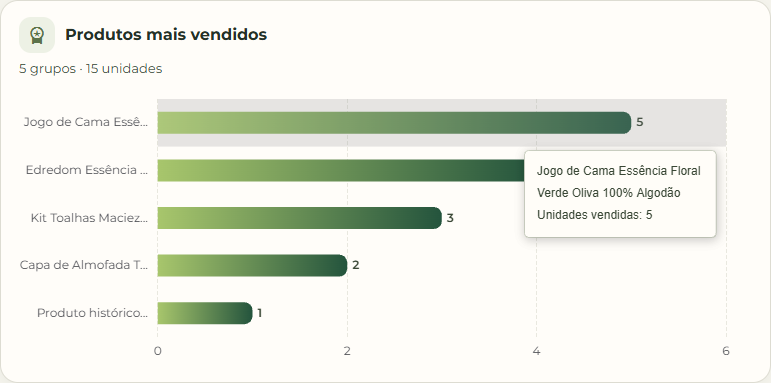 Produtos mais vendidos
5 grupos · 15 unidades
Jogo de Cama Essê...
5
Edredom Essência ...
Jogo de Cama Essência Floral
Verde Oliva 100% Algodão
Unidades vendidas: 5
Kit Toalhas Maciez...
3
Capa de Almofada T...
2
Produto histórico...
1
0
2
4
6